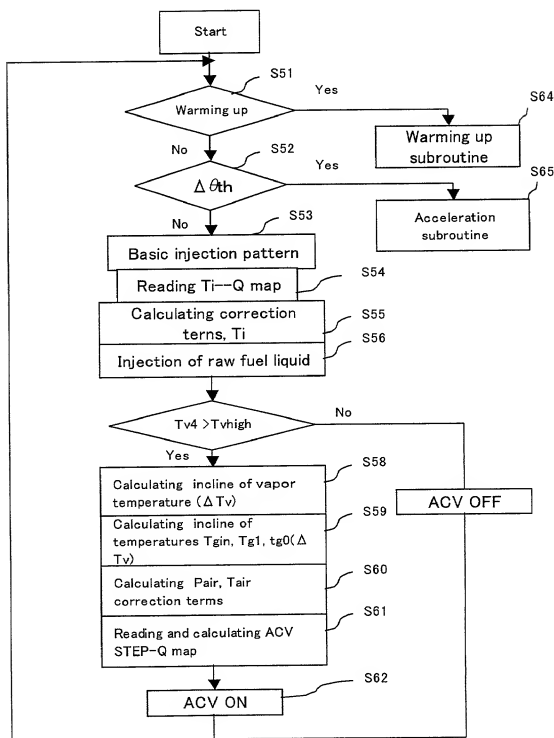 Start
S51
Warming up
Yes
S64
Warming up
subroutine
No
S52
Δθth
Yes
S65
Acceleration
subroutine
No
S53
Basic injection pattern
S54
Reading Ti--Q map
S55
Calculating correction
terns, Ti
S56
Injection of raw fuel liquid
Tv4 >Tvhigh
No
Yes
S58
Calculating incline of vapor
temperature (ΔTv)
ACV OFF
S59
Calculating incline of
temperatures Tgin, Tg1, tg0(Δ
Tv)
S60
Calculating Pair, Tair
correction terms
S61
Reading and calculating ACV
STEP-Q map
S62
ACV ON